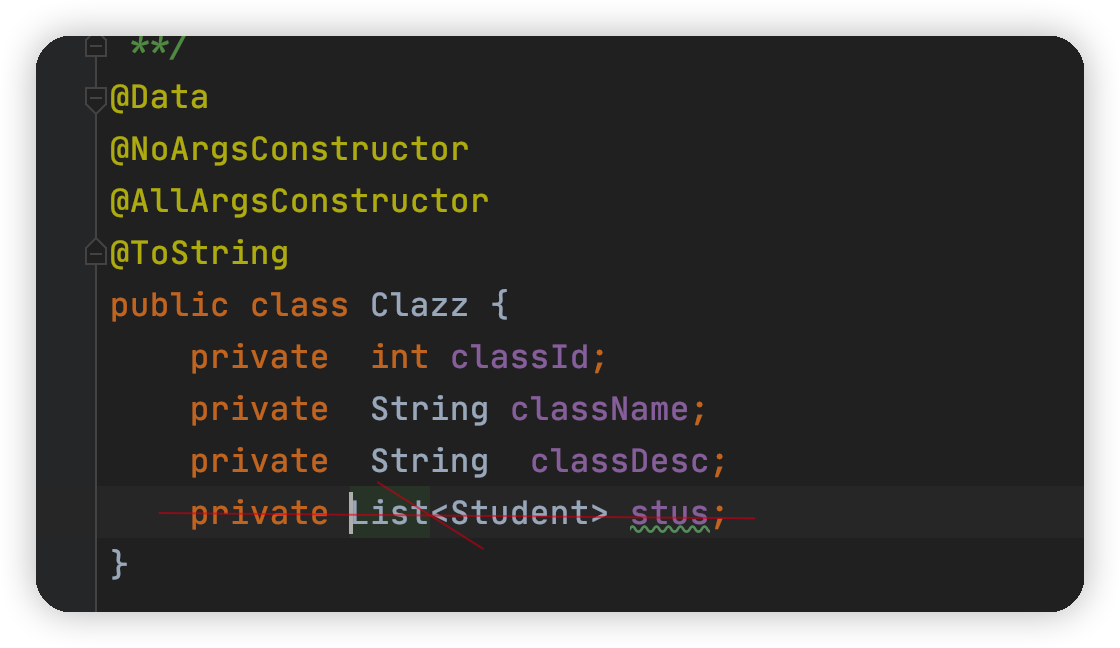 **/
@Data
@NoArgsConstructor
@AllArgsConstructor
@ToString
public class Clazz {
    private  int classId;
    private  String className;
    private  String  classDesc;
    private List<Student> stus;
}